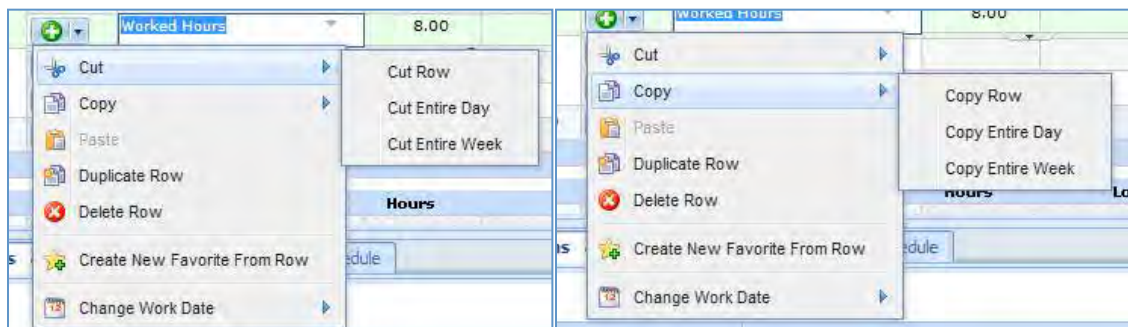 Worked Hours 8.00
Cut
Cut Row
Copy
Cut Entire Day
Paste
Cut Entire Week
Duplicate Row
Delete Row
Hours
Create New Favorite From Row
edule
Change Work Date
Worked Hours 8.00
Cut
Copy
Copy Row
Paste
Copy Entire Day
Duplicate Row
Copy Entire Week
Delete Row
Hours
Lo
ns
Create New Favorite From Row
edule
Change Work Date